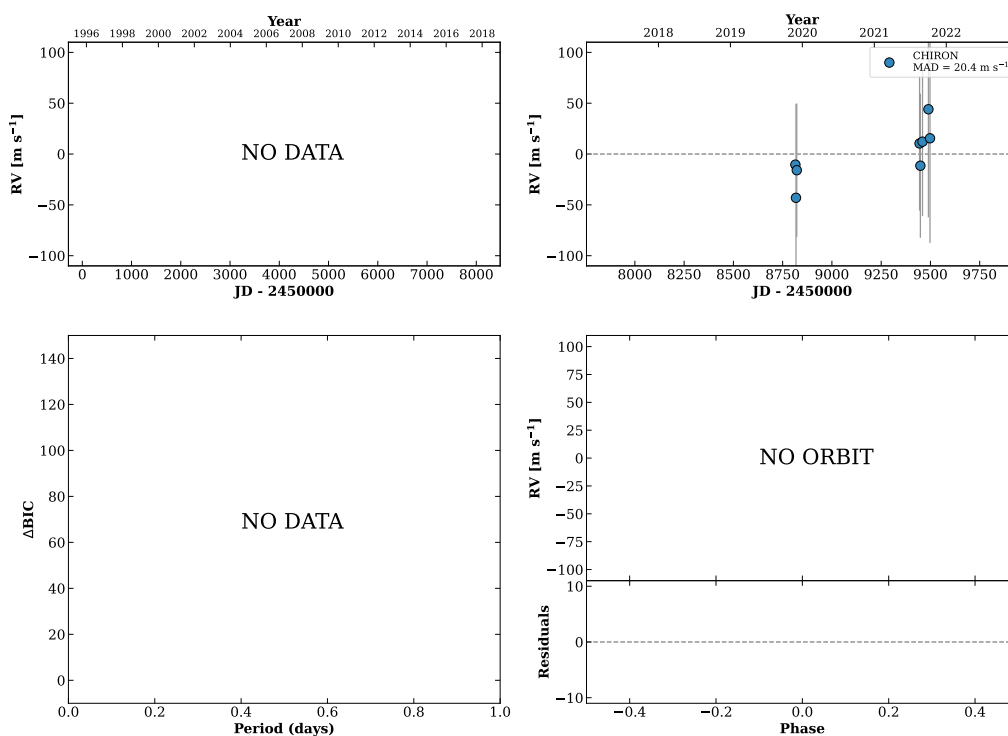 Year
1996 1998 2000 2002 2004 2006 2008 2010 2012 2014 2016 2018
100
50
0
−50
−100
RV [m s⁻¹]
NO DATA
0 1000 2000 3000 4000 5000 6000 7000 8000
JD - 2450000
Year
2018 2019 2020 2021 2022
CHIRON
MAD = 20.4 m s⁻¹
100
50
0
−50
−100
RV [m s⁻¹]
8000 8250 8500 8750 9000 9250 9500 9750
JD - 2450000
140
120
100
80
60
40
20
0
ΔBIC
NO DATA
0.0 0.2 0.4 0.6 0.8 1.0
Period (days)
100
75
50
25
0
−25
−50
−75
−100
RV [m s⁻¹]
NO ORBIT
10
0
−10
Residuals
−0.4 −0.2 0.0 0.2 0.4
Phase